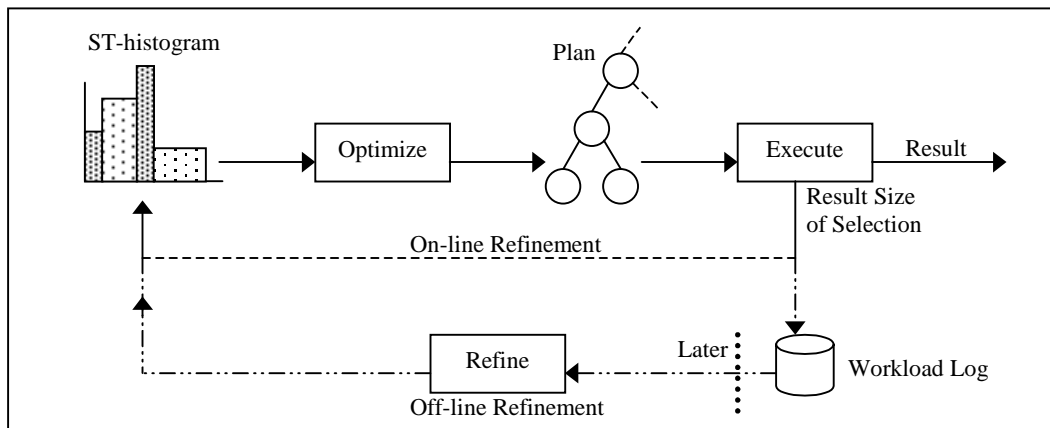 ST-histogram
Plan
Optimize
Execute
Result
Result Size
of Selection
On-line Refinement
Later
Refine
Workload Log
Off-line Refinement